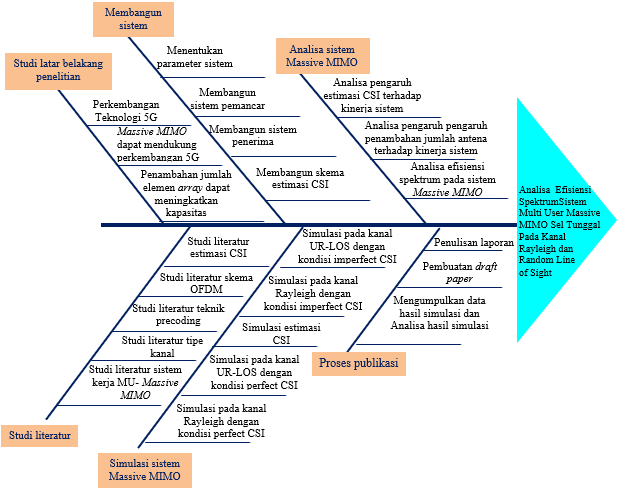 Membangun
sistem
Menentukan
parameter sistem
Membangun
sistem pemancar
Membangun sistem
penerima
Membangun skema
estimasi CSI
Studi latar belakang
penelitian
Perkembangan
Teknologi 5G
Massive MIMO
dapat mendukung
perkembangan 5G
Penambahan jumlah
elemen array dapat
meningkatkan
kapasitas
Analisa sistem
Massive MIMO
Analisa pengaruh
estimasi CSI terhadap
kinerja sistem
Analisa pengaruh pengaruh
penambahan jumlah antena
terhadap kinerja sistem
Analisa efisiensi
spektrum pada sistem
Massive MIMO
Analisa Efisiensi
SpektrumSistem
Multi User Massive
MIMO Sel Tunggal
Pada Kanal
Rayleigh dan
Random Line
of Sight
Studi literatur
estimasi CSI
Studi literatur skema
OFDM
Studi literatur teknik
precoding
Studi literatur tipe
kanal
Studi literatur sistem
kerja MU- Massive
MIMO
Studi literatur
Simulasi pada kanal
UR-LOS dengan
kondisi imperfect CSI
Simulasi pada kanal
Rayleigh dengan
kondisi imperfect CSI
Simulasi estimasi
CSI
Simulasi pada kanal
UR-LOS dengan
kondisi perfect CSI
Simulasi pada kanal
Rayleigh dengan
kondisi perfect CSI
Simulasi sistem
Massive MIMO
Penulisan laporan
Pembuatan draft
paper
Mengumpulkan data
hasil simulasi dan
Analisa hasil simulasi
Proses publikasi